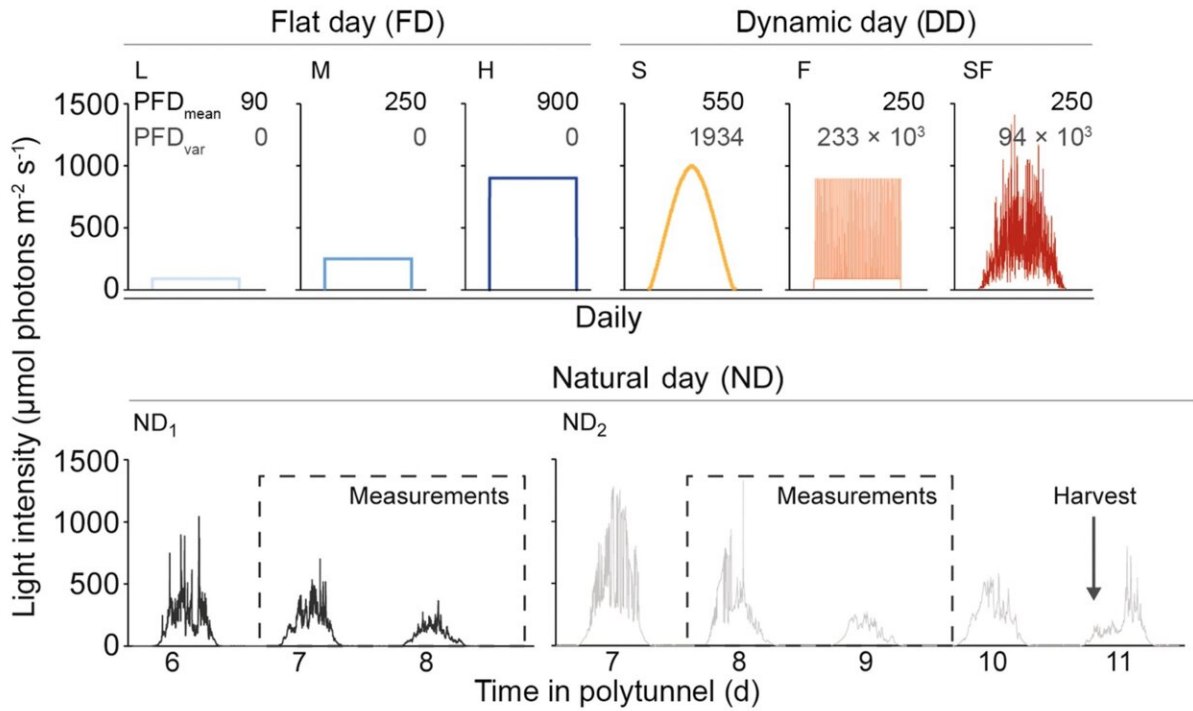 Flat day (FD) Dynamic day (DD)
L M H S F SF
1500 PFD_mean 90 250 900 550 250 250
PFD_var 0 0 0 1934 233 × 10³ 94 × 10³
1000
500
0
Daily
Natural day (ND)
ND₁ ND₂
1500
Measurements Measurements Harvest
1000
500
0
6 7 8 7 8 9 10 11
Time in polytunnel (d)
Light intensity (µmol photons m⁻² s⁻¹)